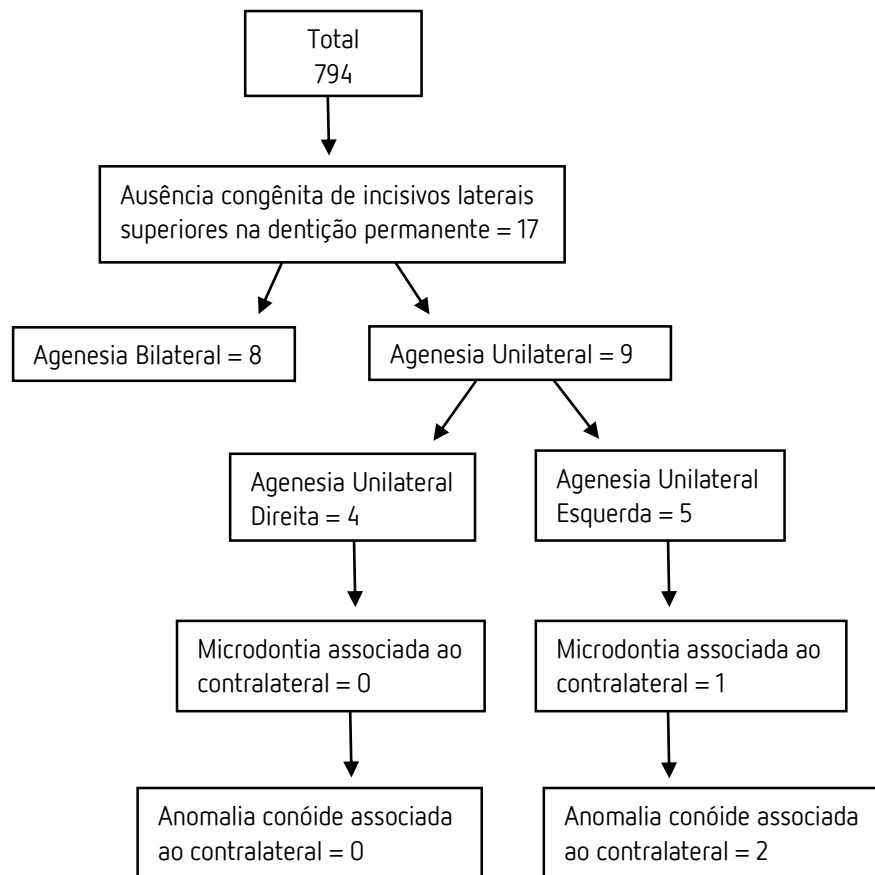 Total
794
Ausência congênita de incisivos laterais
superiores na dentição permanente = 17
Agenesia Bilateral = 8
Agenesia Unilateral = 9
Agenesia Unilateral
Direita = 4
Agenesia Unilateral
Esquerda = 5
Microdontia associada ao
contralateral = 0
Microdontia associada ao
contralateral = 1
Anomalia conóide associada
ao contralateral = 0
Anomalia conóide associada
ao contralateral = 2